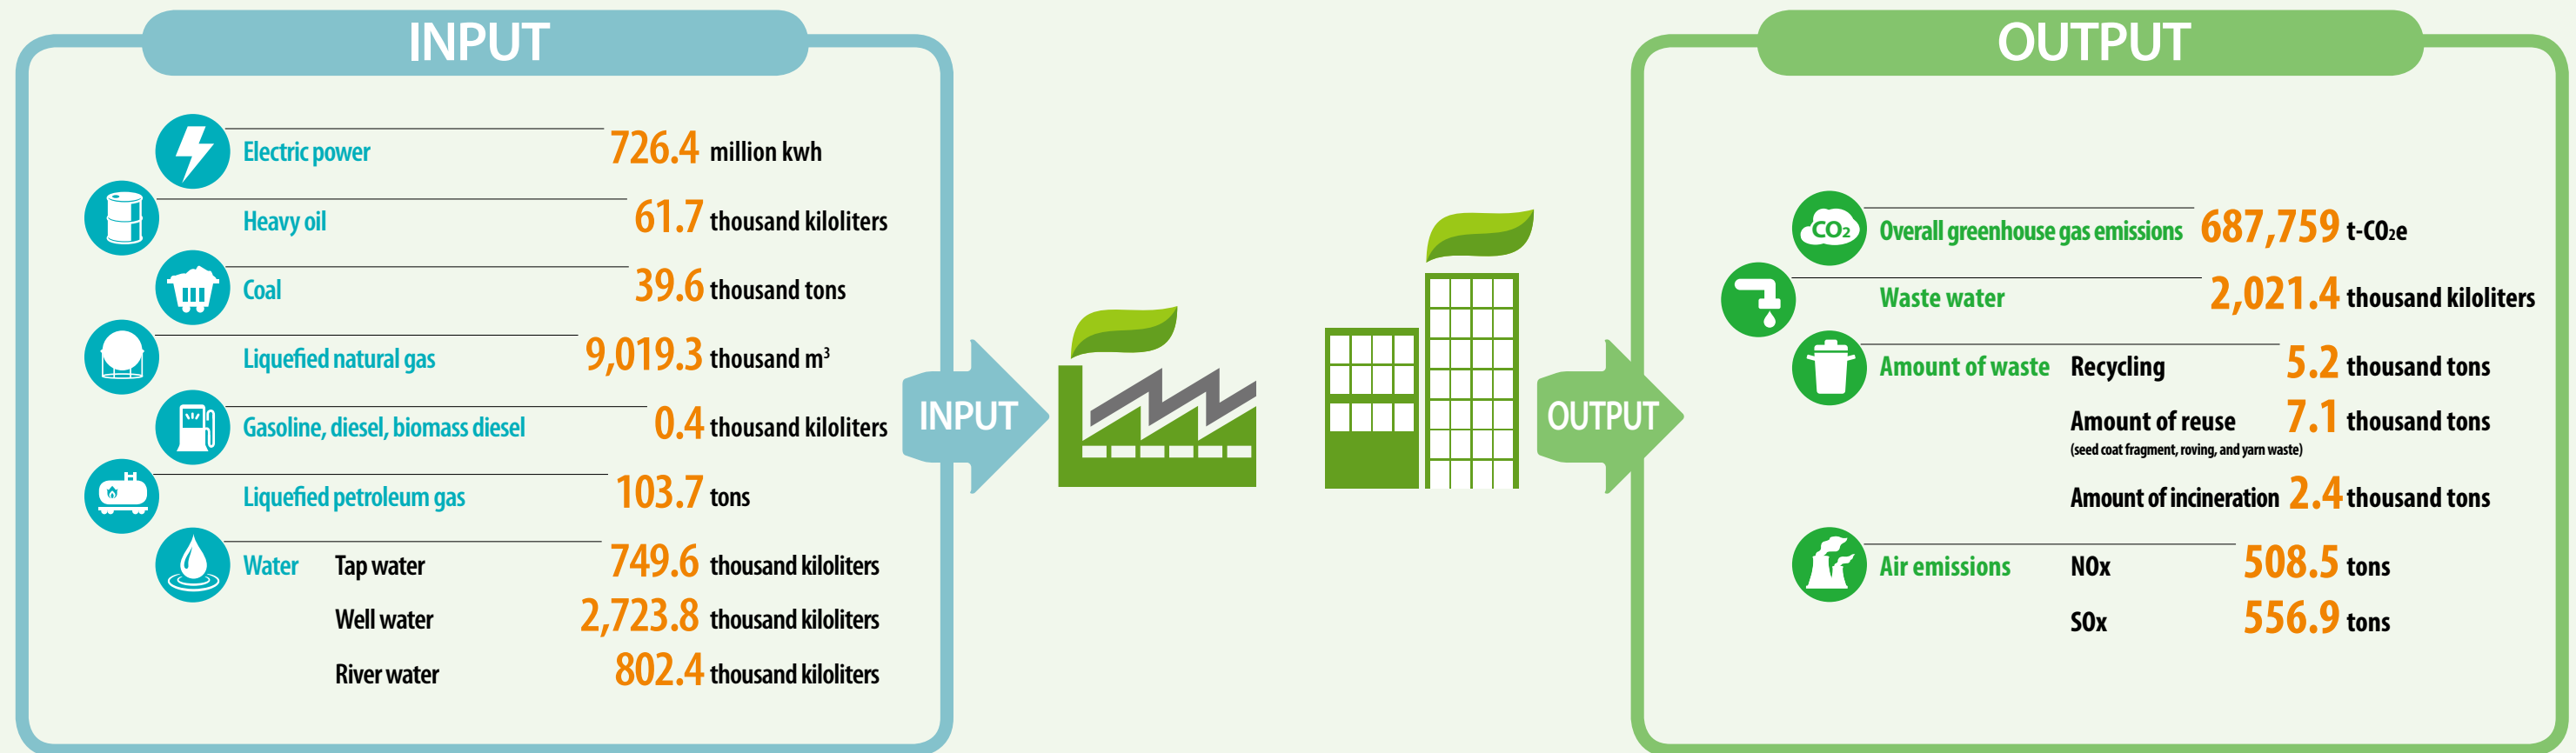 INPUT
Electric power 726.4 million kwh
Heavy oil 61.7 thousand kiloliters
Coal 39.6 thousand tons
Liquefied natural gas 9,019.3 thousand m³
Gasoline, diesel, biomass diesel 0.4 thousand kiloliters
Liquefied petroleum gas 103.7 tons
Water Tap water 749.6 thousand kiloliters
Well water 2,723.8 thousand kiloliters
River water 802.4 thousand kiloliters
INPUT
OUTPUT
OUTPUT
CO₂ Overall greenhouse gas emissions 687,759 t-CO₂e
Waste water 2,021.4 thousand kiloliters
Amount of waste Recycling 5.2 thousand tons
Amount of reuse 7.1 thousand tons
(seed coat fragment, roving, and yarn waste)
Amount of incineration 2.4 thousand tons
Air emissions NOx 508.5 tons
SOx 556.9 tons